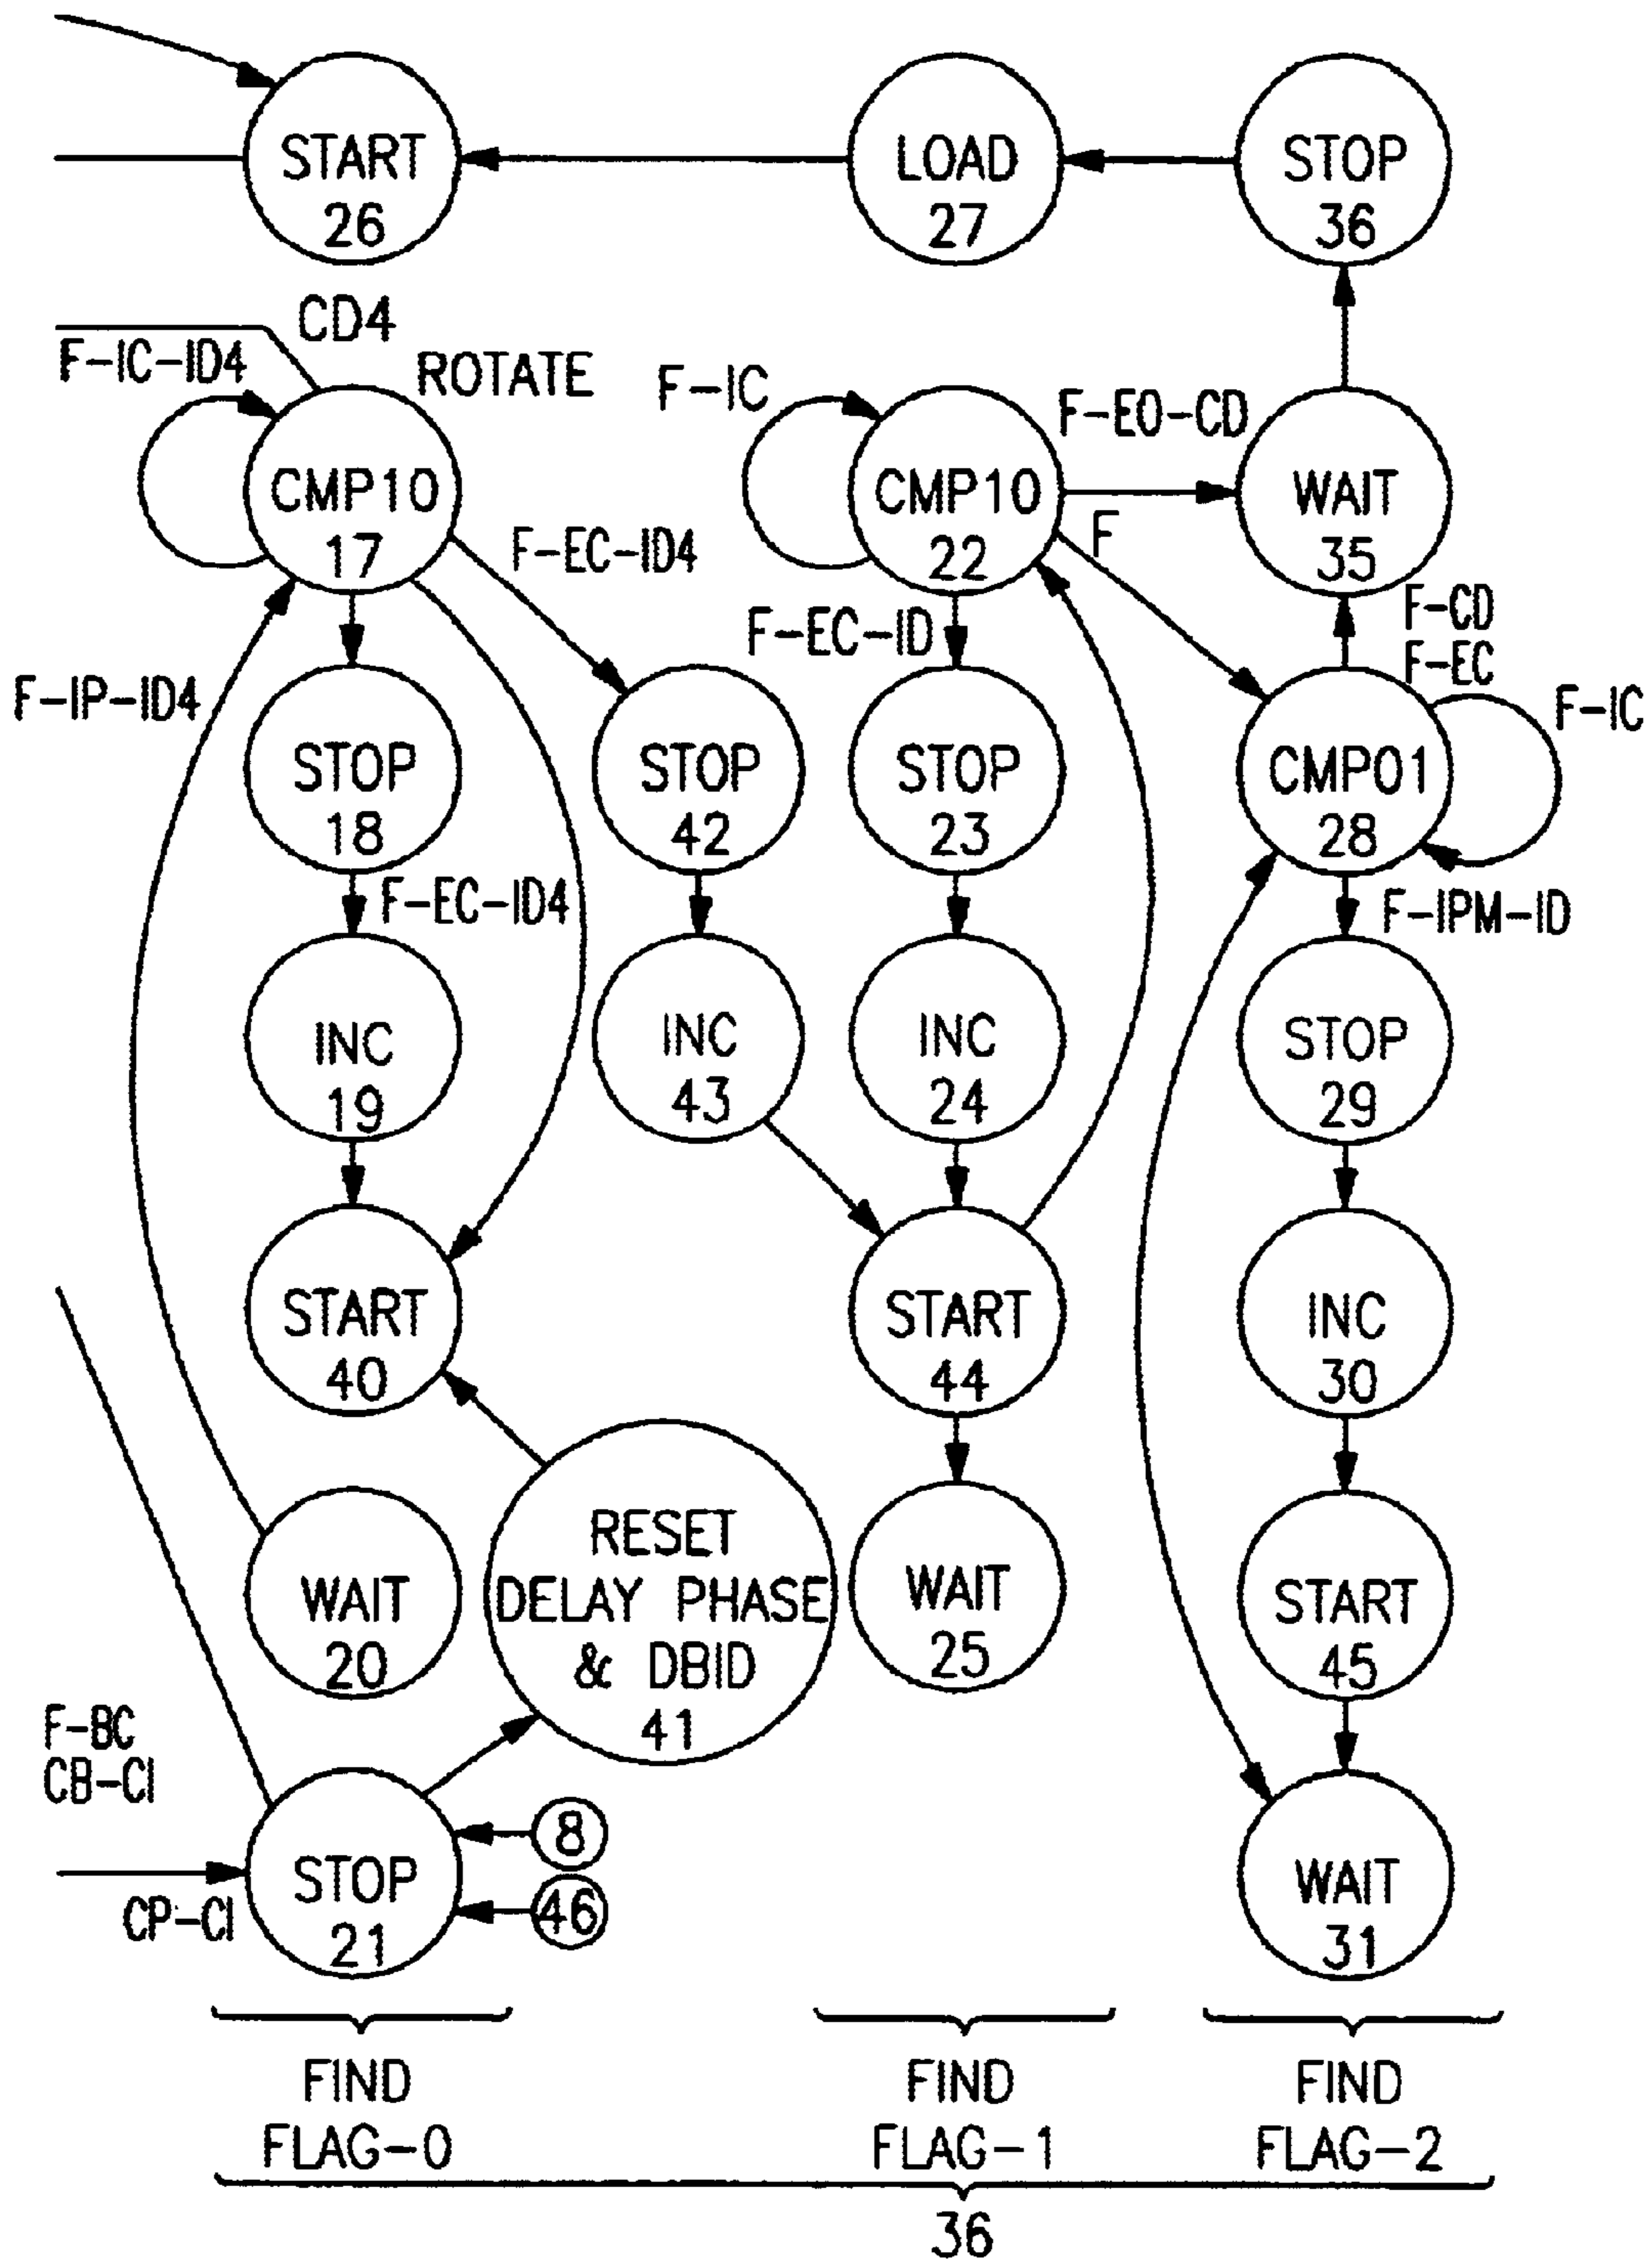 START
26
LOAD
27
STOP
36
CD4
F-IC-ID4
ROTATE
F-IC
F-EO-CD
CMP10
17
CMP10
22
WAIT
35
F-EC-ID4
F
F-EC-ID
F-CD
F-EC
F-IP-ID4
F-IC
STOP
18
STOP
42
STOP
23
CMP01
28
F-EC-ID4
F-IPM-ID
INC
19
INC
43
INC
24
STOP
29
START
40
START
44
INC
30
WAIT
20
RESET
DELAY PHASE
& DBID
41
WAIT
25
START
45
F-BC
CB-CI
CP-CI
STOP
21
8
46
WAIT
31
FIND
FLAG-0
FIND
FLAG-1
FIND
FLAG-2
36